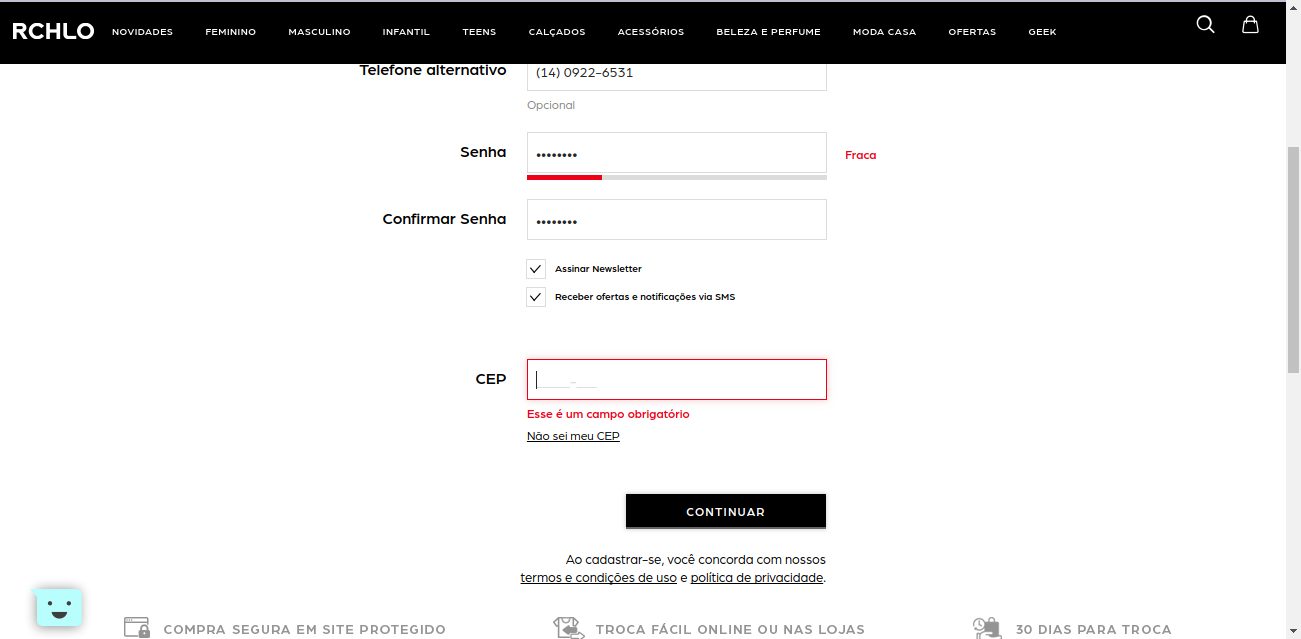 RCHLO NOVIDADES FEMININO MASCULINO INFANTIL TEENS CALÇADOS ACESSÓRIOS BELEZA E PERFUME MODA CASA OFERTAS GEEK
Telefone alternativo (14) 0922-6531
Opcional
Senha •••••••• Fraca
Confirmar Senha ••••••••
Assinar Newsletter
Receber ofertas e notificações via SMS
CEP _____-___
Esse é um campo obrigatório
Não sei meu CEP
CONTINUAR
Ao cadastrar-se, você concorda com nossos
termos e condições de uso e política de privacidade.
COMPRA SEGURA EM SITE PROTEGIDO TROCA FÁCIL ONLINE OU NAS LOJAS 30 DIAS PARA TROCA